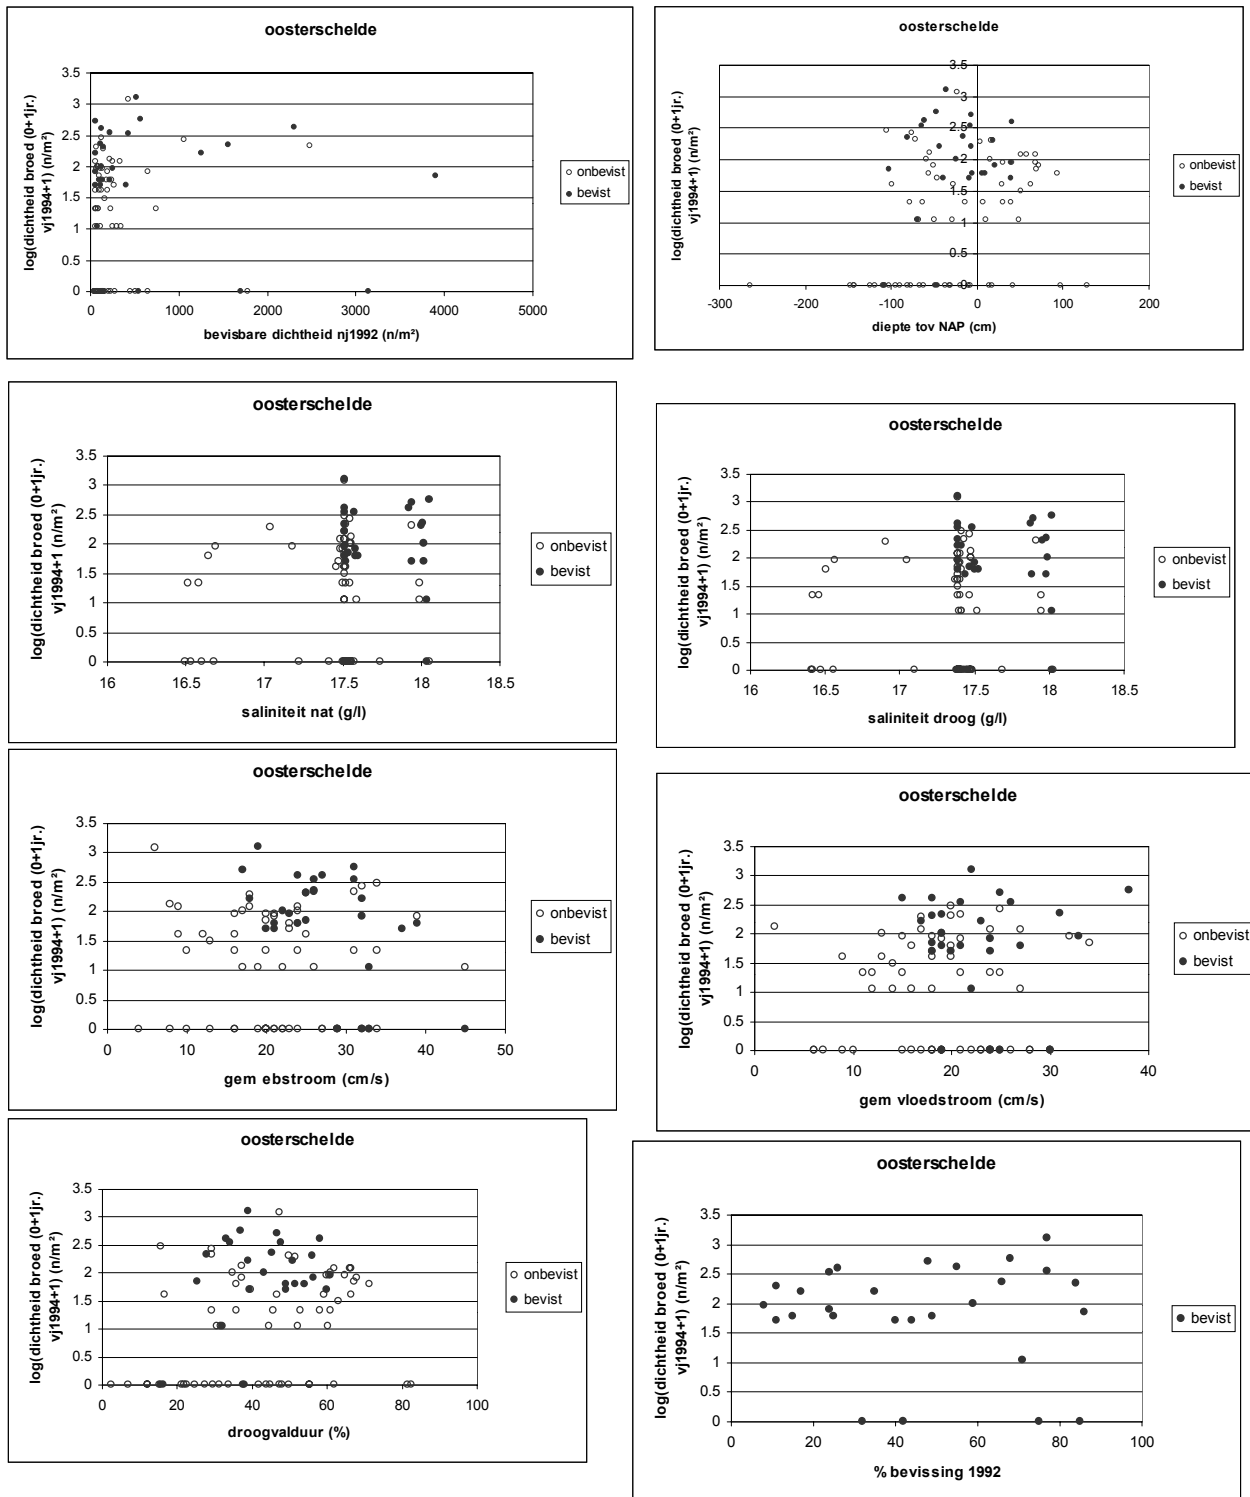 oosterschelde
log(dichtheid broed (0+1jr.)
vj1994+1) (n/m²)
3.5
3
2.5
2
1.5
1
0.5
0
0 1000 2000 3000 4000 5000
bevisbare dichtheid nj1992 (n/m²)
onbevist
bevist
oosterschelde
log(dichtheid broed (0+1jr.)
vj1994+1) (n/m²)
3.5
3
2.5
2
1.5
1
0.5
0
-300 -200 -100 0 100 200
diepte tov NAP (cm)
onbevist
bevist
oosterschelde
log(dichtheid broed (0+1jr.)
vj1994+1) (n/m²)
3.5
3
2.5
2
1.5
1
0.5
0
16 16.5 17 17.5 18 18.5
saliniteit nat (g/l)
onbevist
bevist
oosterschelde
log(dichtheid broed (0+1jr.)
vj1994+1) (n/m²)
3.5
3
2.5
2
1.5
1
0.5
0
16 16.5 17 17.5 18 18.5
saliniteit droog (g/l)
onbevist
bevist
oosterschelde
log(dichtheid broed (0+1jr.)
vj1994+1) (n/m²)
3.5
3
2.5
2
1.5
1
0.5
0
0 10 20 30 40 50
gem ebstroom (cm/s)
onbevist
bevist
oosterschelde
log(dichtheid broed (0+1jr.)
vj1994+1) (n/m²)
3.5
3
2.5
2
1.5
1
0.5
0
0 10 20 30 40
gem vloedstroom (cm/s)
onbevist
bevist
oosterschelde
log(dichtheid broed (0+1jr.)
vj1994+1) (n/m²)
3.5
3
2.5
2
1.5
1
0.5
0
0 20 40 60 80 100
droogvalduur (%)
onbevist
bevist
oosterschelde
log(dichtheid broed (0+1jr.)
vj1994+1) (n/m²)
3.5
3
2.5
2
1.5
1
0.5
0
0 20 40 60 80 100
% bevissing 1992
bevist